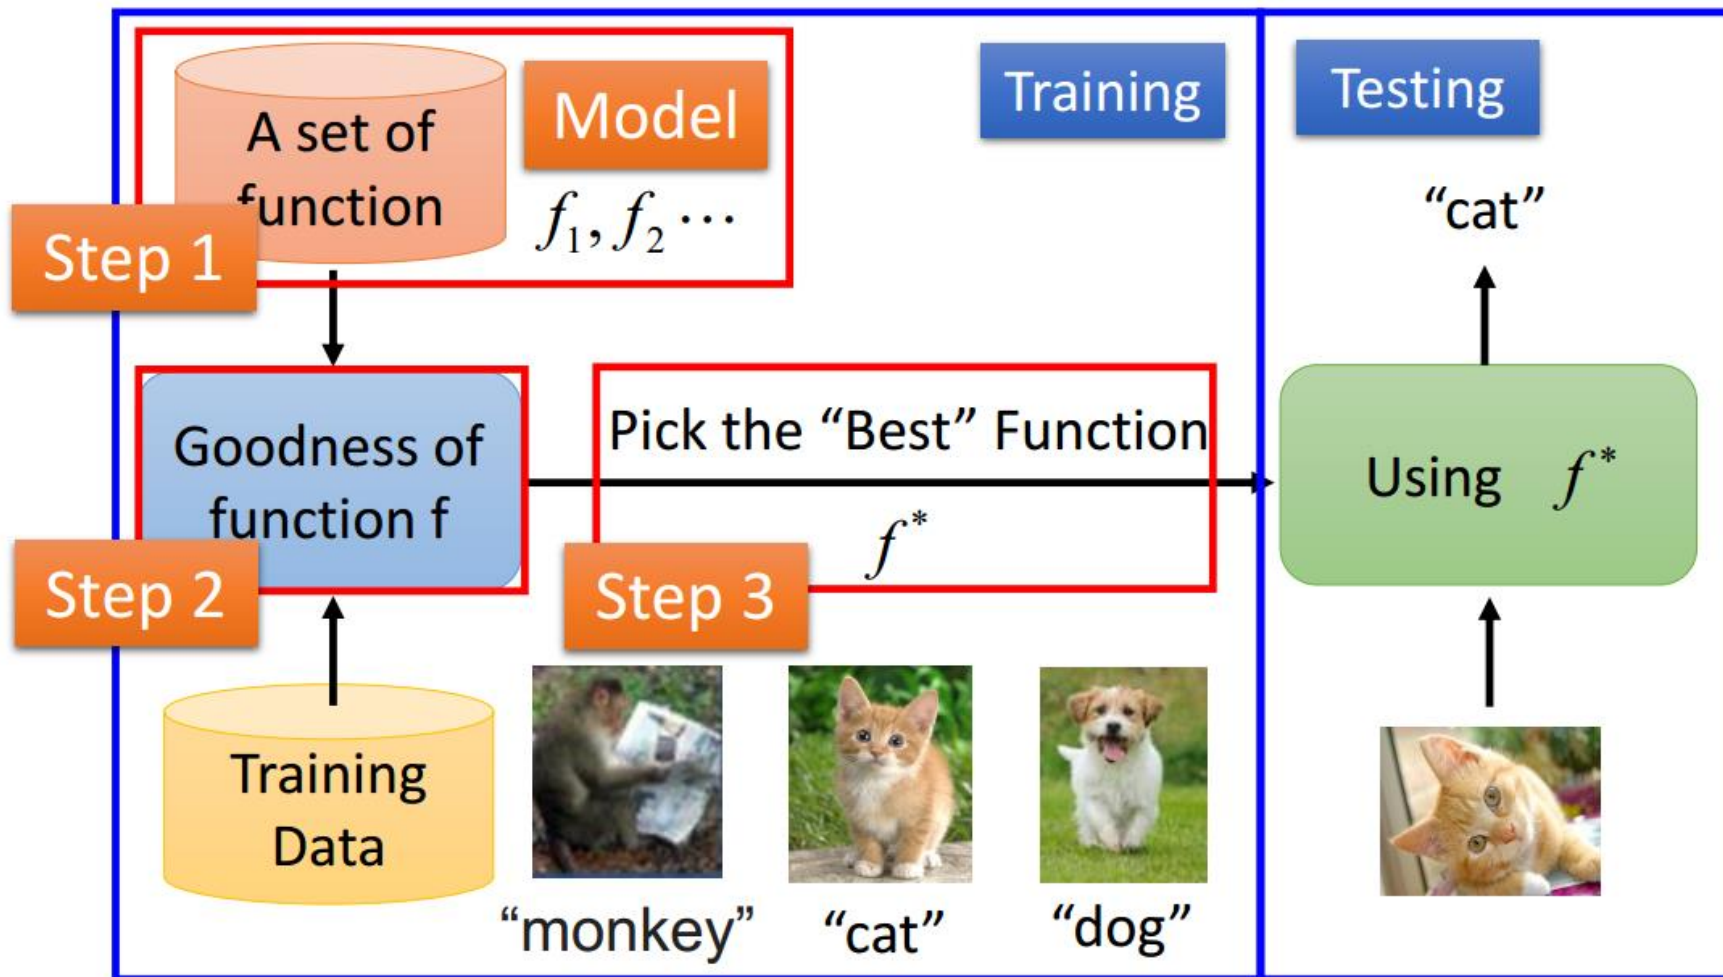 A set of
function
Model
f₁, f₂ ⋯
Step 1
Training
Testing
“cat”
Goodness of
function f
Step 2
Pick the “Best” Function
f*
Step 3
Using f*
Training
Data
“monkey”
“cat”
“dog”